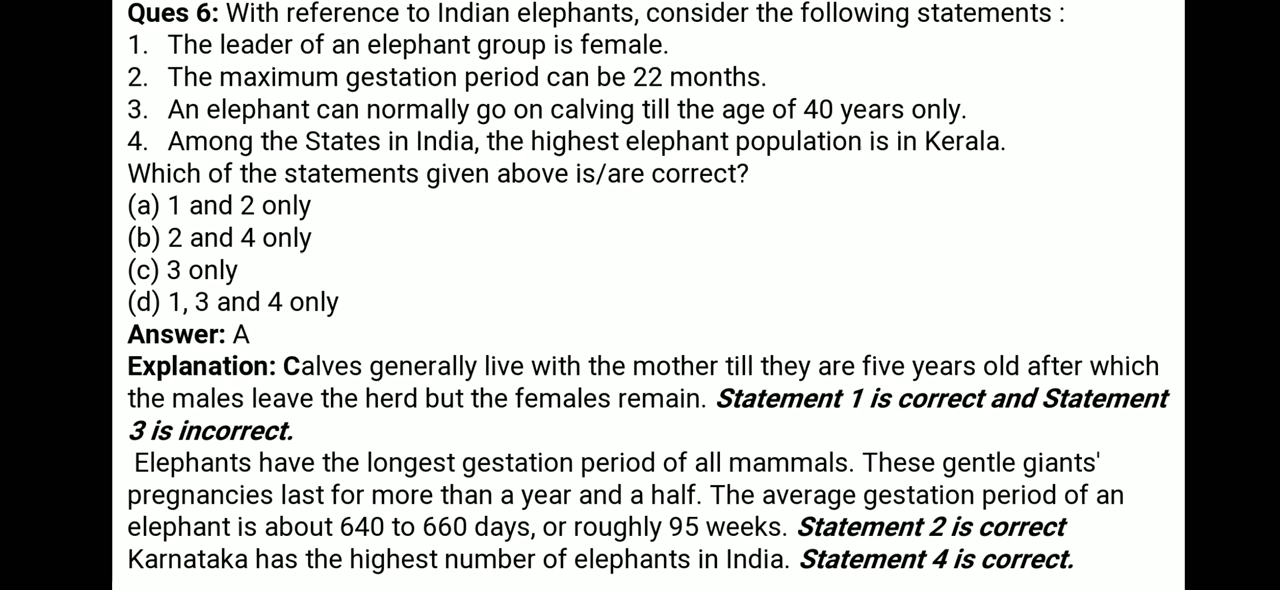 Ques 6: With reference to Indian elephants, consider the following statements :
1. The leader of an elephant group is female.
2. The maximum gestation period can be 22 months.
3. An elephant can normally go on calving till the age of 40 years only.
4. Among the States in India, the highest elephant population is in Kerala.
Which of the statements given above is/are correct?
(a) 1 and 2 only
(b) 2 and 4 only
(c) 3 only
(d) 1, 3 and 4 only
Answer: A
Explanation: Calves generally live with the mother till they are five years old after which
the males leave the herd but the females remain. Statement 1 is correct and Statement
3 is incorrect.
Elephants have the longest gestation period of all mammals. These gentle giants'
pregnancies last for more than a year and a half. The average gestation period of an
elephant is about 640 to 660 days, or roughly 95 weeks. Statement 2 is correct
Karnataka has the highest number of elephants in India. Statement 4 is correct.